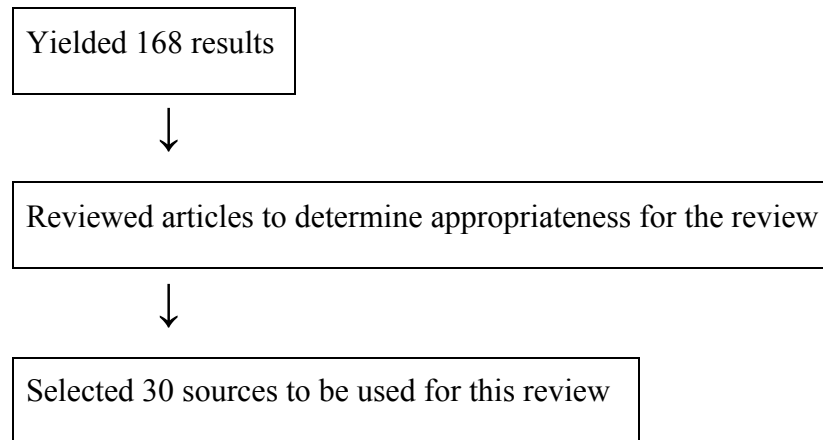 Yielded 168 results
↓
Reviewed articles to determine appropriateness for the review
↓
Selected 30 sources to be used for this review